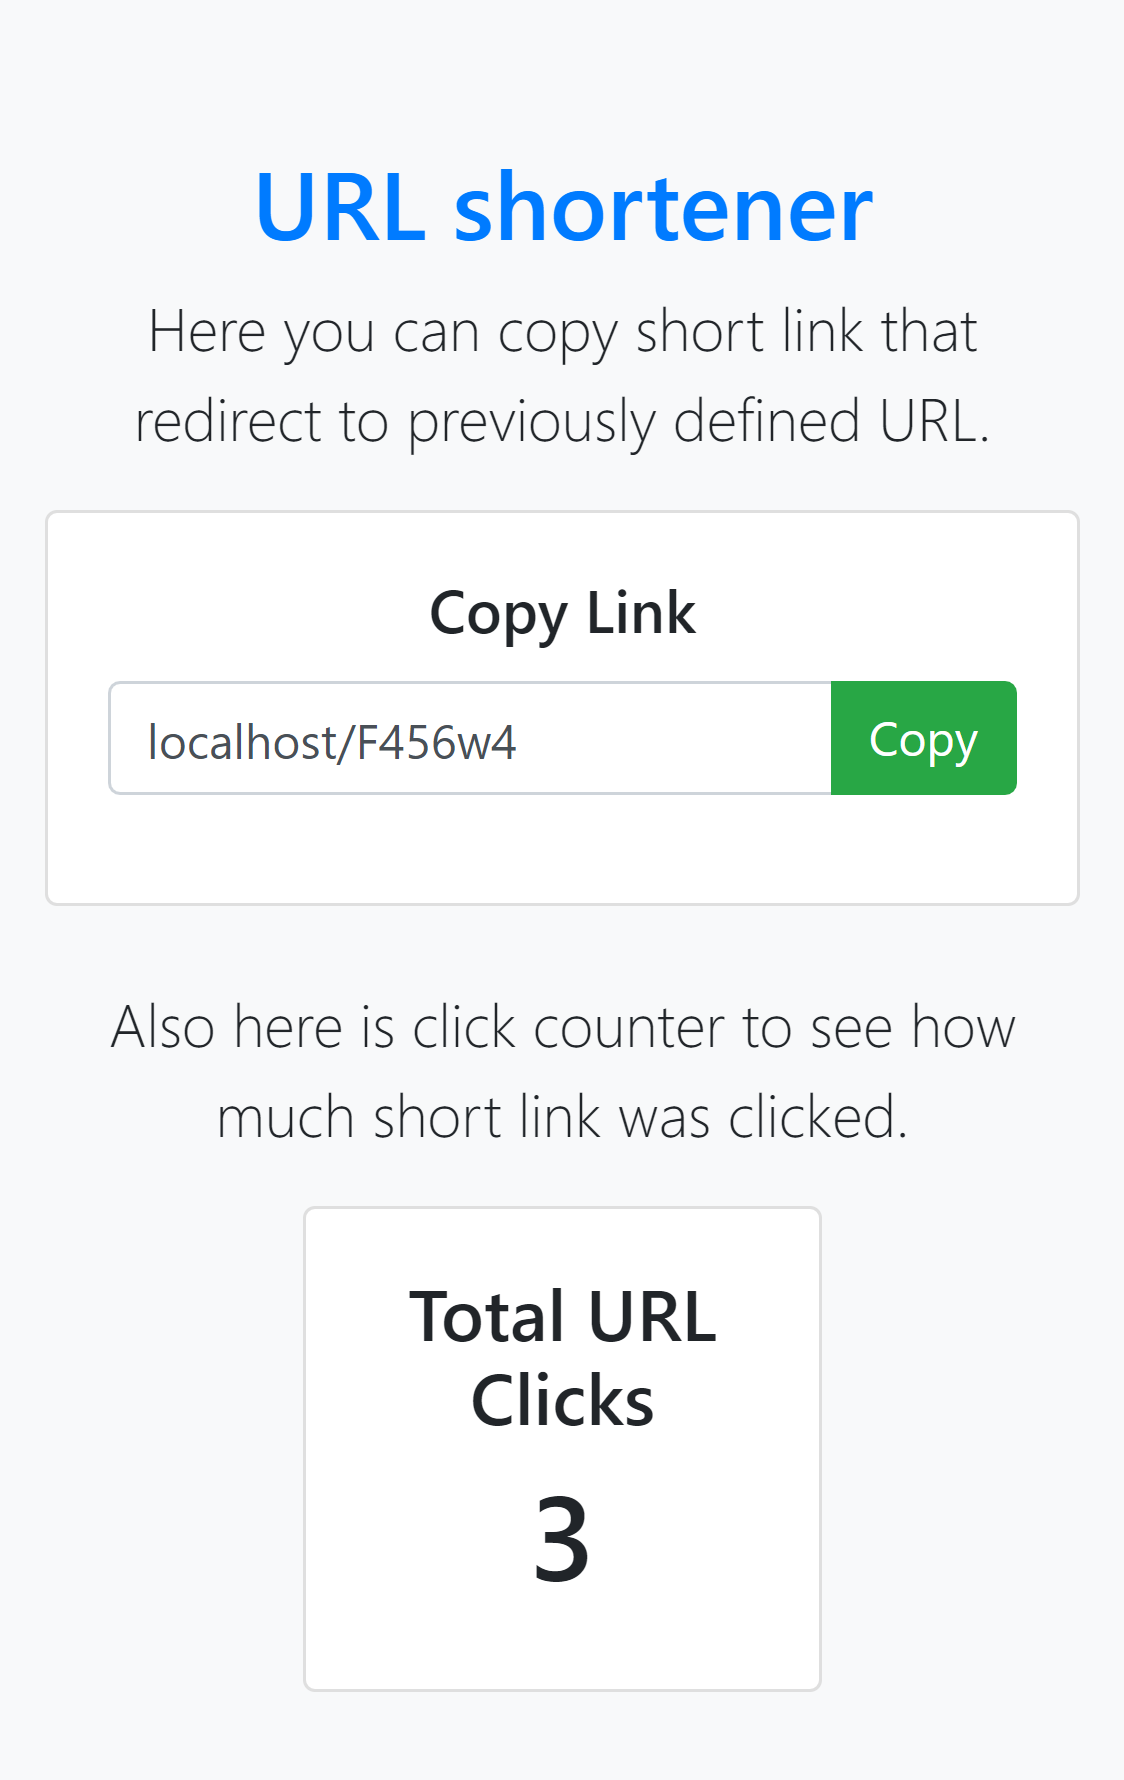 URL shortener
Here you can copy short link that
redirect to previously defined URL.
Copy Link
localhost/F456w4
Copy
Also here is click counter to see how
much short link was clicked.
Total URL
Clicks
3